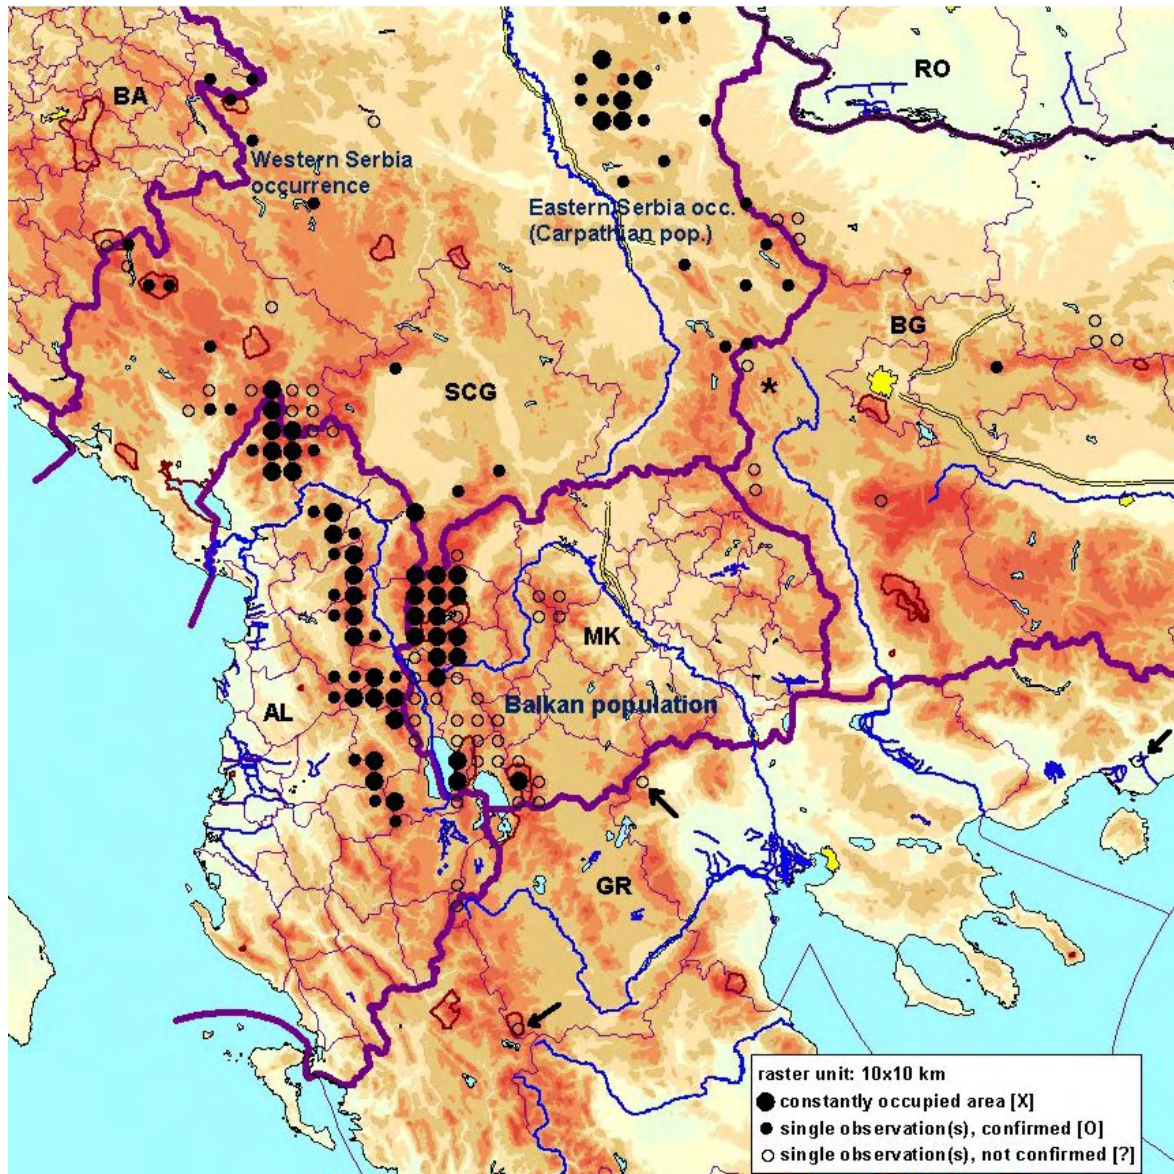 RO
BA
Western Serbia
occurrence
Eastern Serbia occ.
(Carpathian pop.)
BG
*
SCG
MK
Balkan population
AL
GR
raster unit: 10x10 km
constantly occupied area [X]
single observation(s), confirmed [O]
single observation(s), not confirmed [?]